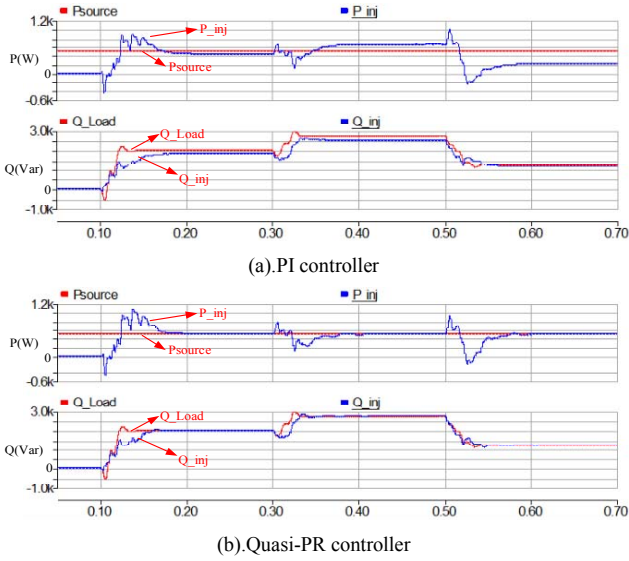 Psource P_inj
1.2k
P_inj
P(W)
Psource
0
-0.6k
Q_Load Q_inj
3.0k
Q_Load
Q(Var)
Q_inj
0
-1.0k
0.10 0.20 0.30 0.40 0.50 0.60 0.70
(a).PI controller
Psource P_inj
1.2k
P_inj
P(W)
Psource
0
-0.6k
Q_Load Q_inj
3.0k
Q_Load
Q(Var)
Q_inj
0
-1.0k
0.10 0.20 0.30 0.40 0.50 0.60 0.70
(b).Quasi-PR controller